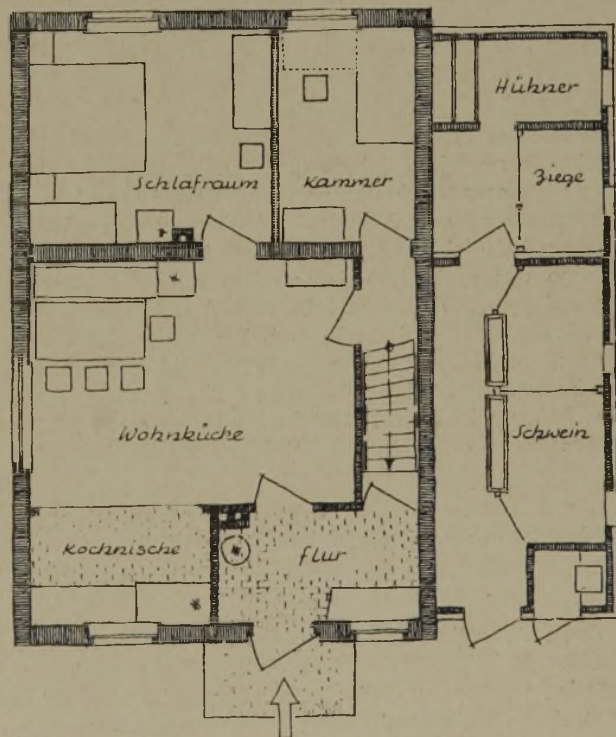 Hühner
Schlafraum
Kammer
Ziege
Wohnküche
Schwein
Kochnische
Flur